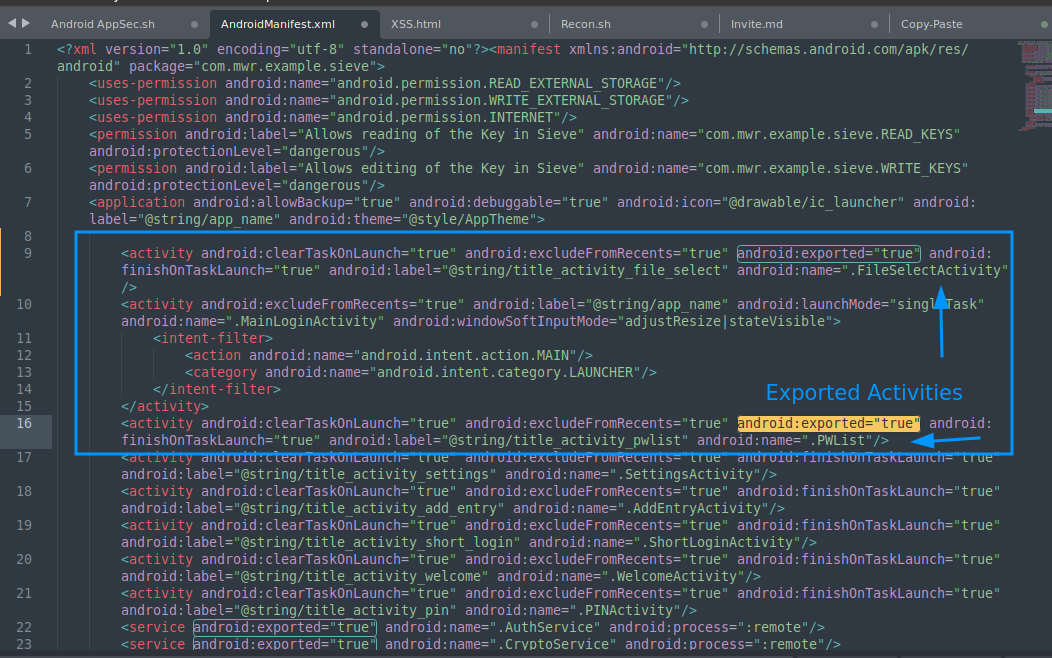 Android AppSec.sh
AndroidManifest.xml
XSS.html
Recon.sh
Invite.md
Copy-Paste
1 <?xml version="1.0" encoding="utf-8" standalone="no"?><manifest xmlns:android="http://schemas.android.com/apk/res/
android" package="com.mwr.example.sieve">
2 <uses-permission android:name="android.permission.READ_EXTERNAL_STORAGE"/>
3 <uses-permission android:name="android.permission.WRITE_EXTERNAL_STORAGE"/>
4 <uses-permission android:name="android.permission.INTERNET"/>
5 <permission android:label="Allows reading of the Key in Sieve" android:name="com.mwr.example.sieve.READ_KEYS"
android:protectionLevel="dangerous"/>
6 <permission android:label="Allows editing of the Key in Sieve" android:name="com.mwr.example.sieve.WRITE_KEYS"
android:protectionLevel="dangerous"/>
7 <application android:allowBackup="true" android:debuggable="true" android:icon="@drawable/ic_launcher" android:
label="@string/app_name" android:theme="@style/AppTheme">
8
9 <activity android:clearTaskOnLaunch="true" android:excludeFromRecents="true" android:exported="true" android:
finishOnTaskLaunch="true" android:label="@string/title_activity_file_select" android:name=".FileSelectActivity"
/>
10 <activity android:excludeFromRecents="true" android:label="@string/app_name" android:launchMode="singleTask"
android:name=".MainLoginActivity" android:windowSoftInputMode="adjustResize|stateVisible">
11 <intent-filter>
12 <action android:name="android.intent.action.MAIN"/>
13 <category android:name="android.intent.category.LAUNCHER"/>
14 </intent-filter>
Exported Activities
15 </activity>
16 <activity android:clearTaskOnLaunch="true" android:excludeFromRecents="true" android:exported="true" android:
finishOnTaskLaunch="true" android:label="@string/title_activity_pwlist" android:name=".PWList"/>
17 <activity android:clearTaskOnLaunch="true" android:excludeFromRecents="true" android:finishOnTaskLaunch="true"
android:label="@string/title_activity_settings" android:name=".SettingsActivity"/>
18 <activity android:clearTaskOnLaunch="true" android:excludeFromRecents="true" android:finishOnTaskLaunch="true"
android:label="@string/title_activity_add_entry" android:name=".AddEntryActivity"/>
19 <activity android:clearTaskOnLaunch="true" android:excludeFromRecents="true" android:finishOnTaskLaunch="true"
android:label="@string/title_activity_short_login" android:name=".ShortLoginActivity"/>
20 <activity android:clearTaskOnLaunch="true" android:excludeFromRecents="true" android:finishOnTaskLaunch="true"
android:label="@string/title_activity_welcome" android:name=".WelcomeActivity"/>
21 <activity android:clearTaskOnLaunch="true" android:excludeFromRecents="true" android:finishOnTaskLaunch="true"
android:label="@string/title_activity_pin" android:name=".PINActivity"/>
22 <service android:exported="true" android:name=".AuthService" android:process=":remote"/>
23 <service android:exported="true" android:name=".CryptoService" android:process=":remote"/>